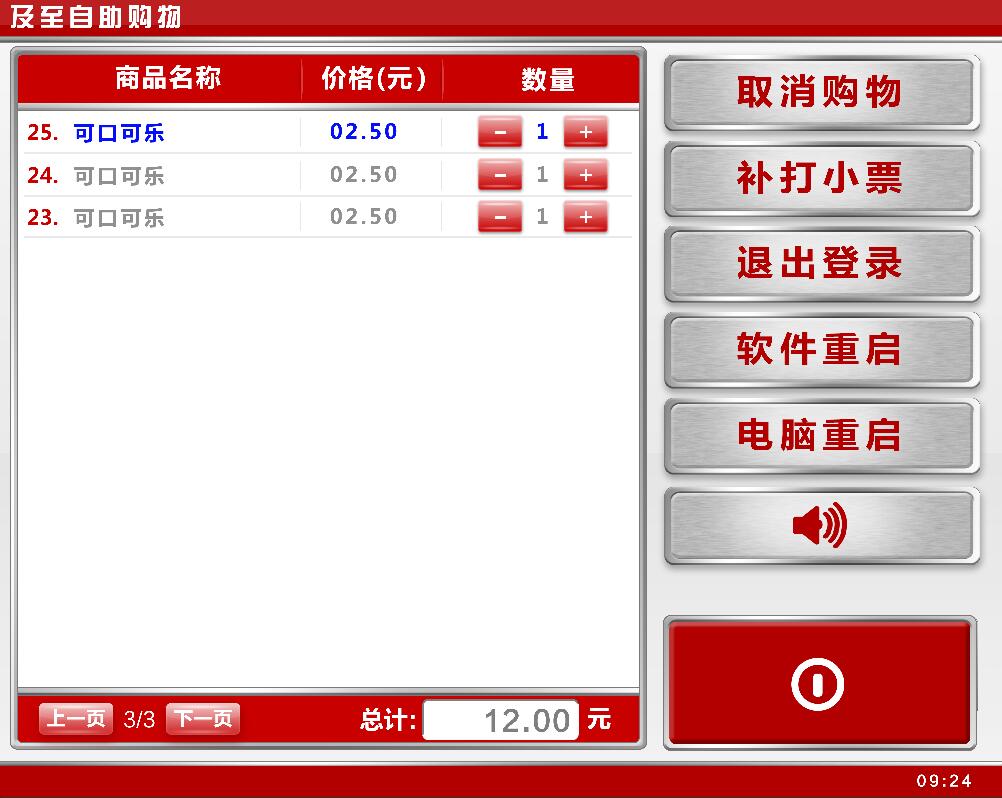 及至自助购物
商品名称 价格(元) 数量
25. 可口可乐 02.50 − 1 +
24. 可口可乐 02.50 − 1 +
23. 可口可乐 02.50 − 1 +
上一页 3/3 下一页 总计: 12.00 元
取消购物
补打小票
退出登录
软件重启
电脑重启
09:24